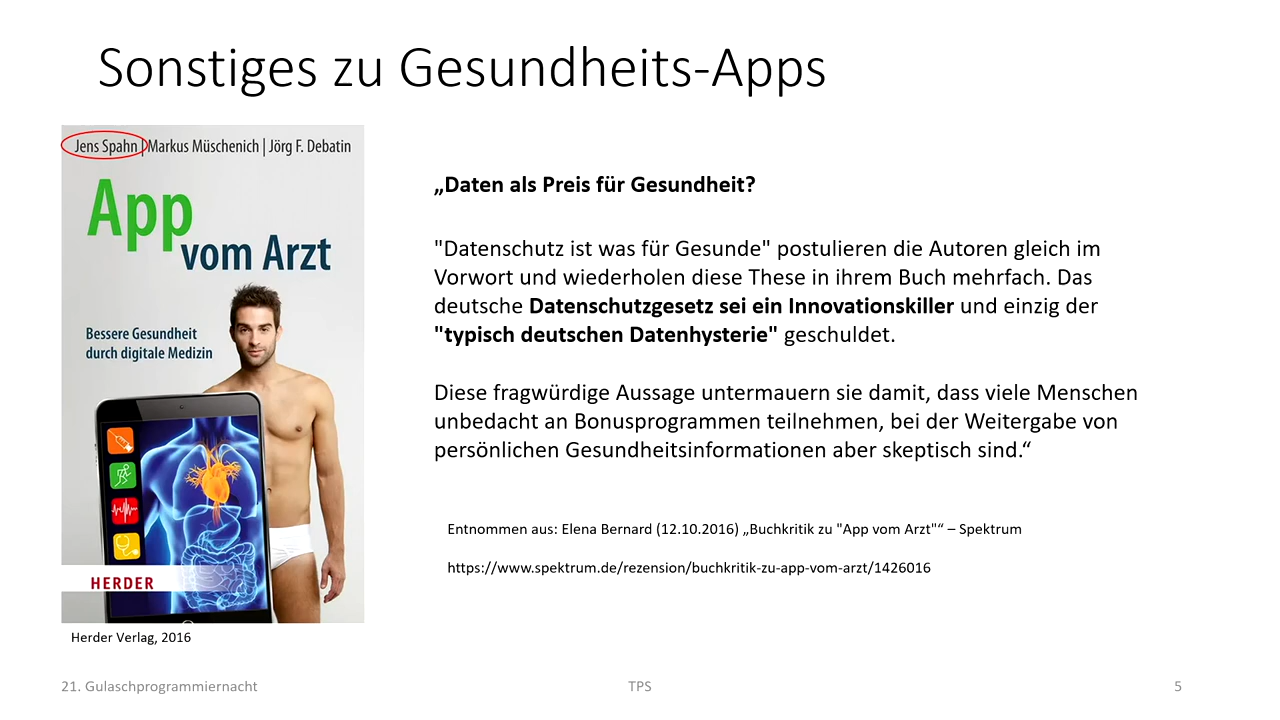 Sonstiges zu Gesundheits-Apps
Jens Spahn | Markus Müschenich | Jörg F. Debatin
App
vom Arzt
Bessere Gesundheit
durch digitale Medizin
HERDER
Herder Verlag, 2016
„Daten als Preis für Gesundheit?
"Datenschutz ist was für Gesunde" postulieren die Autoren gleich im
Vorwort und wiederholen diese These in ihrem Buch mehrfach. Das
deutsche Datenschutzgesetz sei ein Innovationskiller und einzig der
"typisch deutschen Datenhysterie" geschuldet.
Diese fragwürdige Aussage untermauern sie damit, dass viele Menschen
unbedacht an Bonusprogrammen teilnehmen, bei der Weitergabe von
persönlichen Gesundheitsinformationen aber skeptisch sind.“
Entnommen aus: Elena Bernard (12.10.2016) „Buchkritik zu "App vom Arzt"“ – Spektrum
https://www.spektrum.de/rezension/buchkritik-zu-app-vom-arzt/1426016
21. Gulaschprogrammiernacht
TPS
5